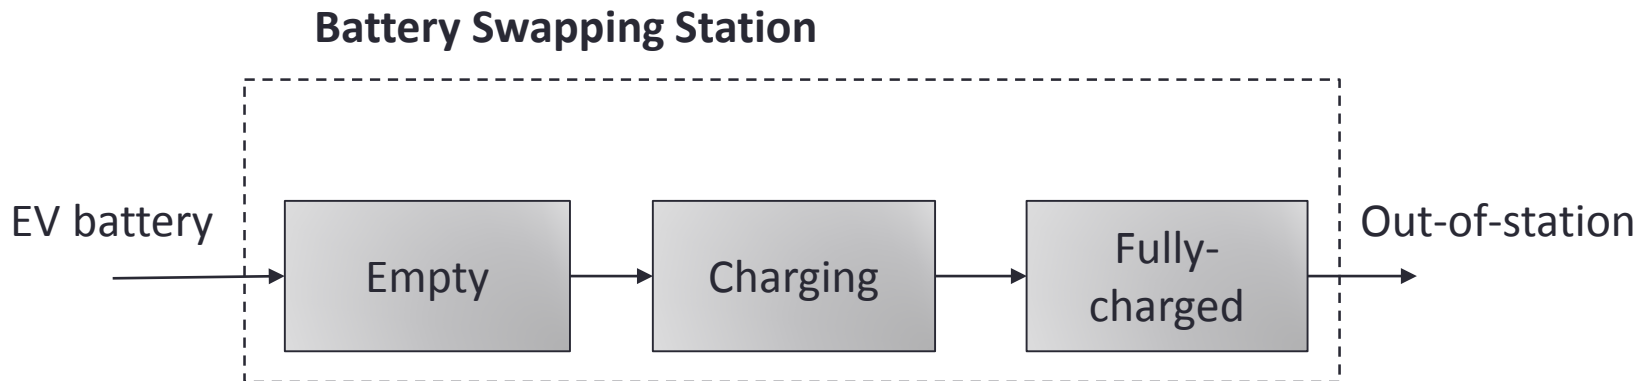 Battery Swapping Station
EV battery
Empty
Charging
Fully-
charged
Out-of-station